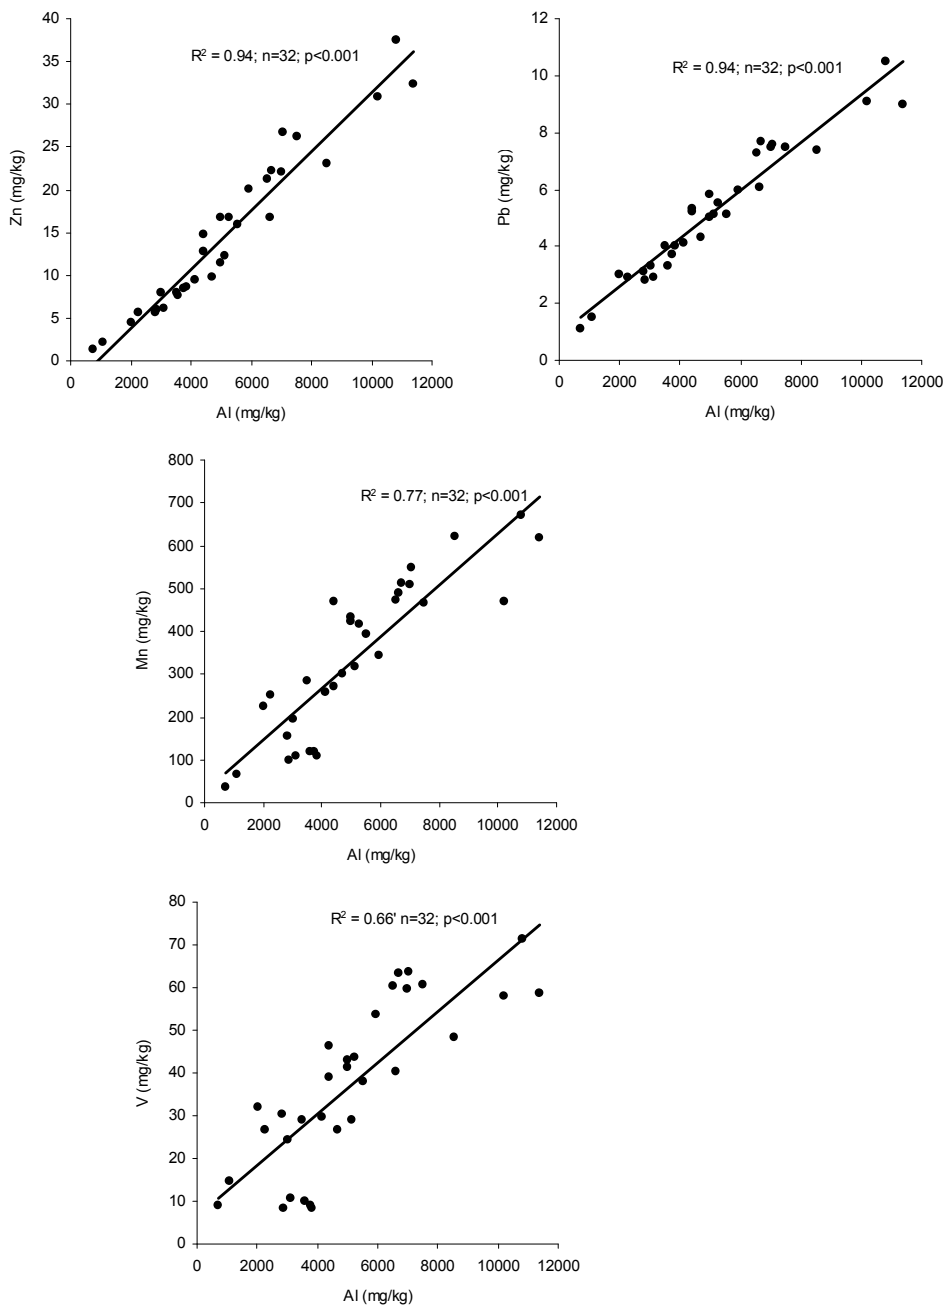 R² = 0.94; n=32; p<0.001
40
35
30
25
20
15
10
5
0
Zn (mg/kg)
0 2000 4000 6000 8000 10000 12000
Al (mg/kg)
R² = 0.94; n=32; p<0.001
12
10
8
6
4
2
0
Pb (mg/kg)
0 2000 4000 6000 8000 10000 12000
Al (mg/kg)
R² = 0.77; n=32; p<0.001
800
700
600
500
400
300
200
100
0
Mn (mg/kg)
0 2000 4000 6000 8000 10000 12000
Al (mg/kg)
R² = 0.66' n=32; p<0.001
80
70
60
50
40
30
20
10
0
V (mg/kg)
0 2000 4000 6000 8000 10000 12000
Al (mg/kg)